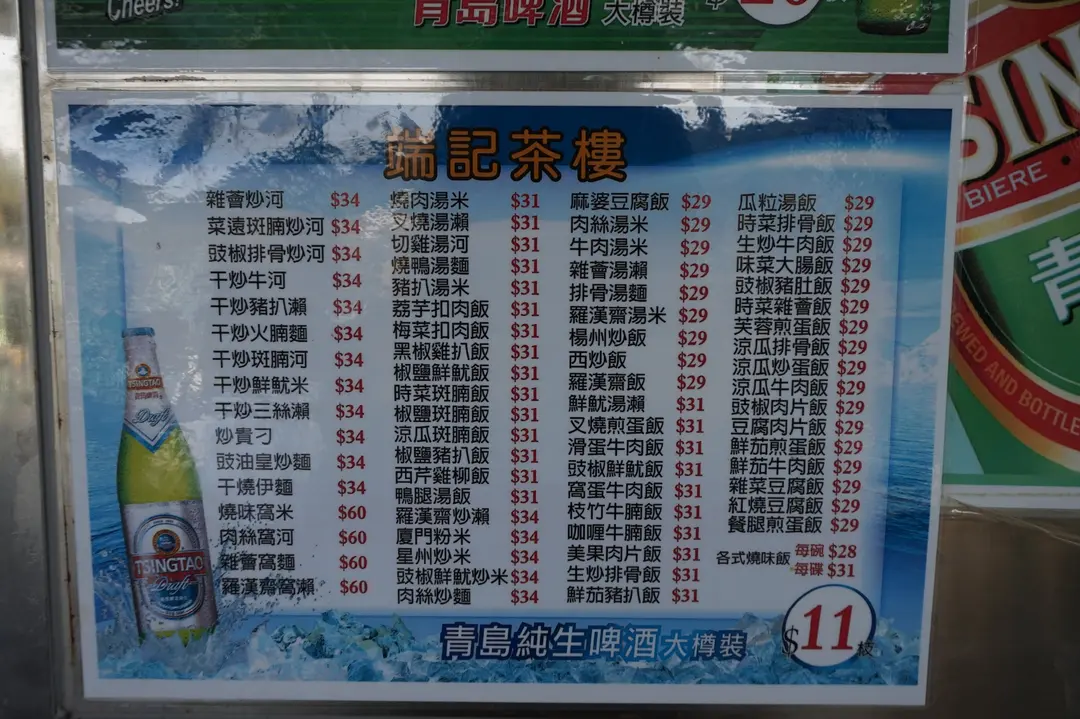 Cheers!
青島啤酒 大樽裝 $
端記茶樓
雜薈炒河 $34
菜遠斑腩炒河 $34
豉椒排骨炒河 $34
干炒牛河 $34
干炒豬扒瀨 $34
干炒火腩麵 $34
干炒斑腩河 $34
干炒鮮魷米 $34
干炒三絲瀨 $34
炒貴刁 $34
豉油皇炒麵 $34
干燒伊麵 $34
燒味窩米 $60
肉絲窩河 $60
雜薈窩麵 $60
羅漢齋窩瀨 $60
燒肉湯米 $31
叉燒湯瀨 $31
切雞湯河 $31
燒鴨湯麵 $31
豬扒湯米 $31
荔芋扣肉飯 $31
梅菜扣肉飯 $31
黑椒雞扒飯 $31
椒鹽鮮魷飯 $31
時菜斑腩飯 $31
椒鹽斑腩飯 $31
涼瓜斑腩飯 $31
椒鹽豬扒飯 $31
西芹雞柳飯 $31
鴨腿湯飯 $31
羅漢齋炒瀨 $34
廈門粉米 $34
星州炒米 $34
豉椒鮮魷炒米 $34
肉絲炒麵 $34
麻婆豆腐飯 $29
肉絲湯米 $29
牛肉湯米 $29
雜薈湯瀨 $29
排骨湯麵 $29
羅漢齋湯米 $29
楊州炒飯 $29
西炒飯 $29
羅漢齋飯 $29
鮮魷湯瀨 $31
叉燒煎蛋飯 $31
滑蛋牛肉飯 $31
豉椒鮮魷飯 $31
窩蛋牛肉飯 $31
枝竹牛腩飯 $31
咖喱牛腩飯 $31
美果肉片飯 $31
生炒排骨飯 $31
鮮茄豬扒飯 $31
瓜粒湯飯 $29
時菜排骨飯 $29
生炒牛肉飯 $29
味菜大腸飯 $29
豉椒豬肚飯 $29
時菜雜薈飯 $29
芙蓉煎蛋飯 $29
涼瓜排骨飯 $29
涼瓜炒蛋飯 $29
涼瓜牛肉飯 $29
豉椒肉片飯 $29
豆腐肉片飯 $29
鮮茄煎蛋飯 $29
鮮茄牛肉飯 $29
雜菜豆腐飯 $29
紅燒豆腐飯 $29
餐腿煎蛋飯 $29
各式燒味飯 每碗 $28
每碟 $31
青島純生啤酒 大樽裝 $11枝
TSINGTAO
Draft
TSINGTAO
Draft
SIN
BIERE
青
EWED AND BOTTLE